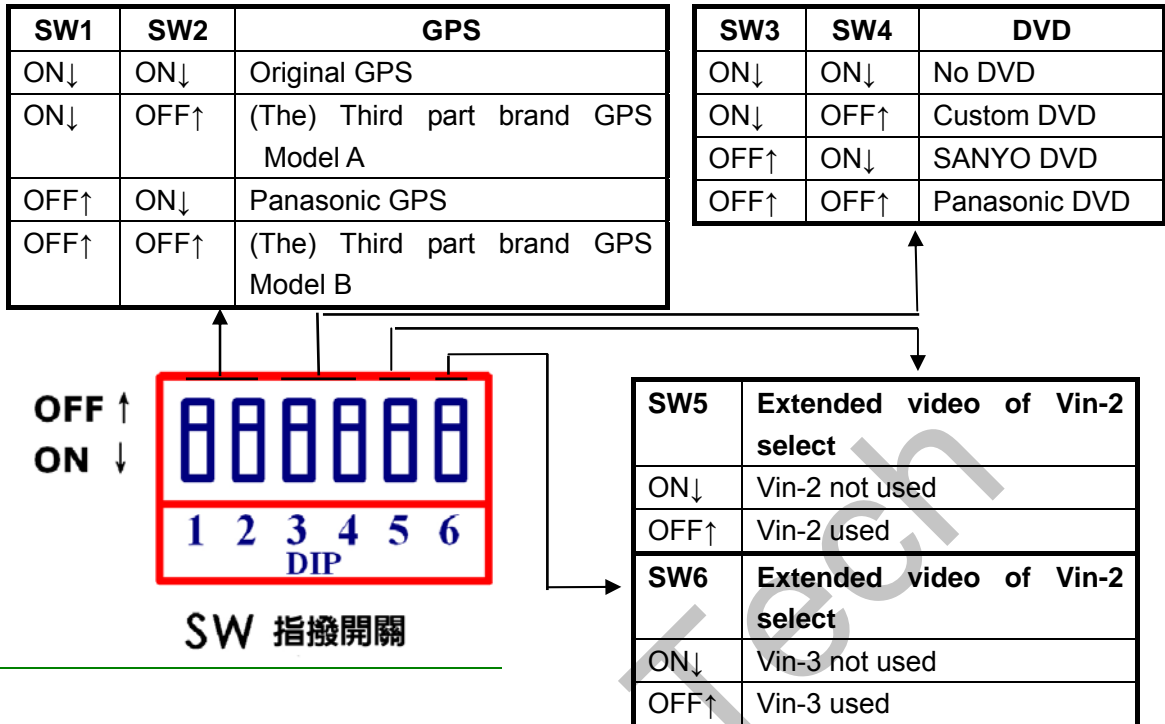 SW1 SW2 GPS
ON↓ ON↓ Original GPS
ON↓ OFF↑ (The) Third part brand GPS
Model A
OFF↑ ON↓ Panasonic GPS
OFF↑ OFF↑ (The) Third part brand GPS
Model B
SW3 SW4 DVD
ON↓ ON↓ No DVD
ON↓ OFF↑ Custom DVD
OFF↑ ON↓ SANYO DVD
OFF↑ OFF↑ Panasonic DVD
OFF ↑
ON ↓
1 2 3 4 5 6
DIP
SW 指撥開關
SW5 Extended video of Vin-2
select
ON↓ Vin-2 not used
OFF↑ Vin-2 used
SW6 Extended video of Vin-2
select
ON↓ Vin-3 not used
OFF↑ Vin-3 used
Tech